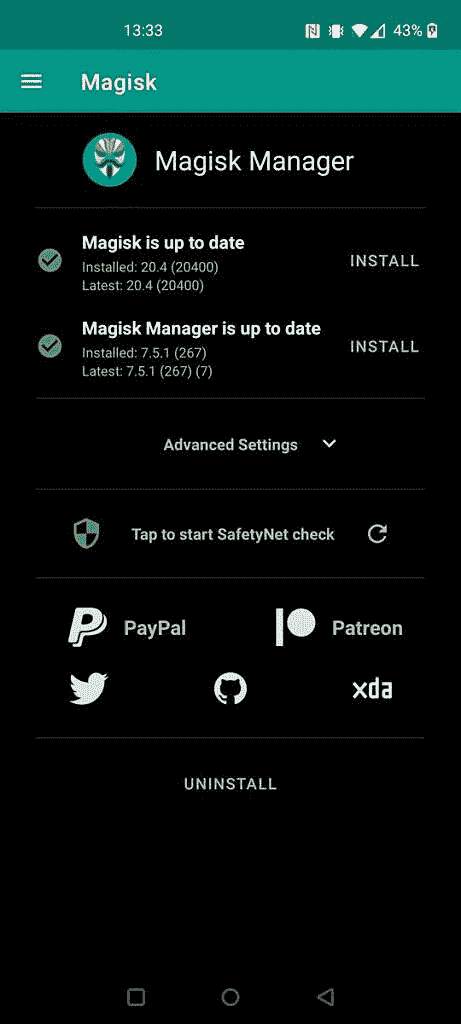 13:33
43%
Magisk
Magisk Manager
Magisk is up to date
Installed: 20.4 (20400)
Latest: 20.4 (20400)
INSTALL
Magisk Manager is up to date
Installed: 7.5.1 (267)
Latest: 7.5.1 (267) (7)
INSTALL
Advanced Settings
Tap to start SafetyNet check
PayPal
Patreon
xda
UNINSTALL